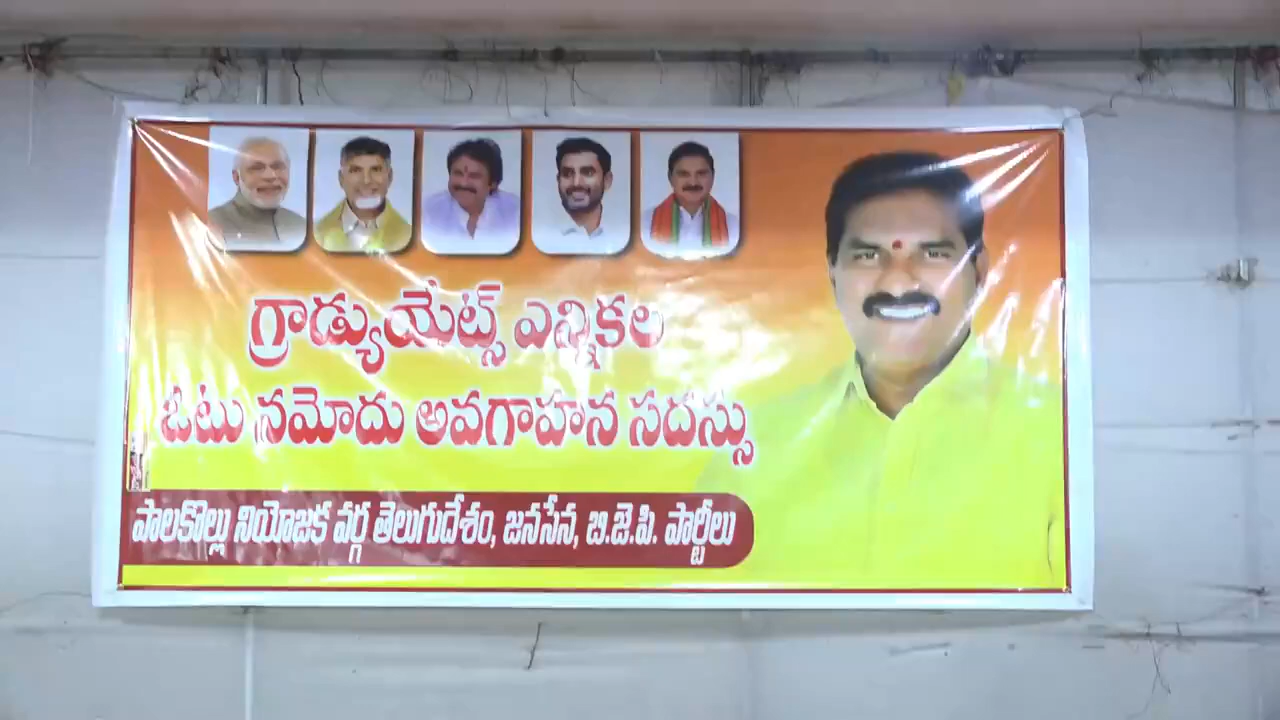 గ్రాడ్యుయేట్స్ ఎన్నికల
ఓటు నమోదు అవగాహన సదస్సు
పాలకొల్లు నియోజక వర్గ తెలుగుదేశం, జనసేన, బి.జె.పి. పార్టీలు